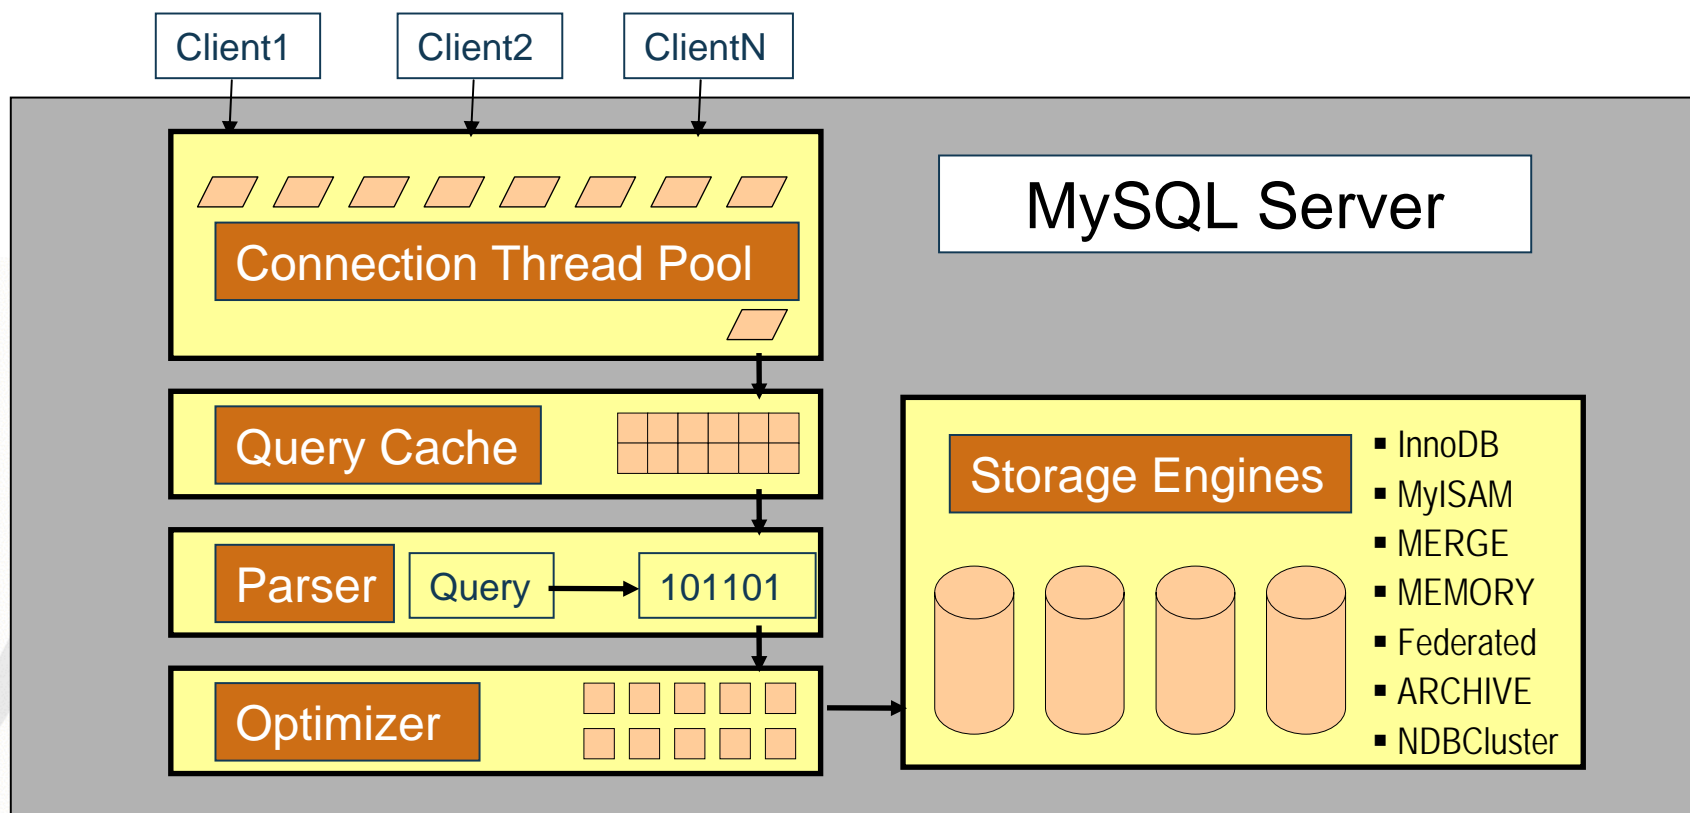 Client1
Client2
ClientN
MySQL Server
Connection Thread Pool
Query Cache
Parser
Query
101101
Optimizer
Storage Engines
▪ InnoDB
▪ MyISAM
▪ MERGE
▪ MEMORY
▪ Federated
▪ ARCHIVE
▪ NDBCluster